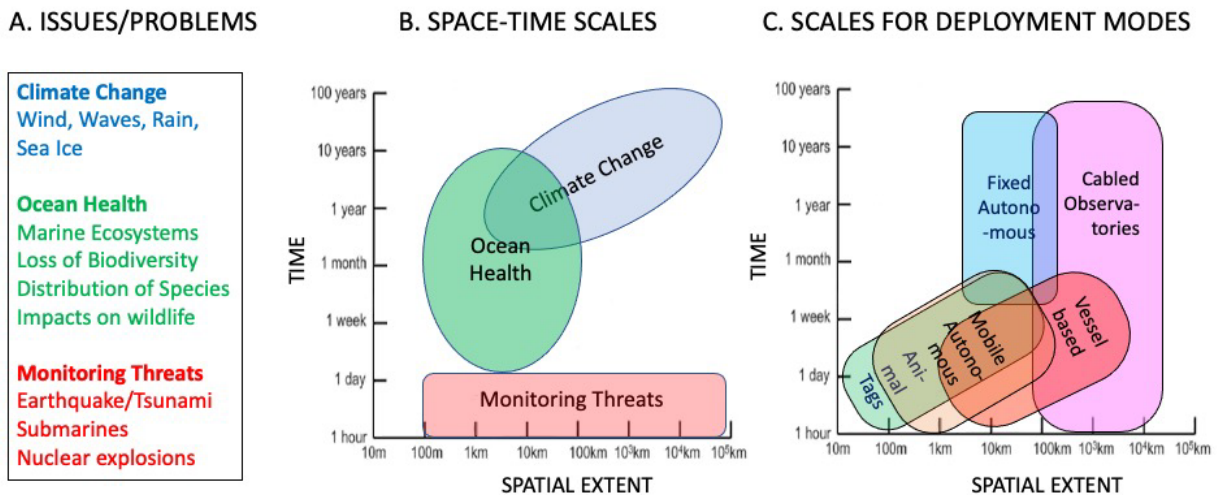 A. ISSUES/PROBLEMS
Climate Change
Wind, Waves, Rain,
Sea Ice
Ocean Health
Marine Ecosystems
Loss of Biodiversity
Distribution of Species
Impacts on wildlife
Monitoring Threats
Earthquake/Tsunami
Submarines
Nuclear explosions
B. SPACE-TIME SCALES
TIME
100 years
10 years
1 year
1 month
1 week
1 day
1 hour
Climate Change
Ocean
Health
Monitoring Threats
10m 100m 1km 10km 100km 10³km 10⁴km 10⁵km
SPATIAL EXTENT
C. SCALES FOR DEPLOYMENT MODES
TIME
100 years
10 years
1 year
1 month
1 week
1 day
1 hour
Fixed
Autono
-mous
Cabled
Observa-
tories
Tags
Ani-
mal
Mobile
Autono-
mous
Vessel
based
10m 100m 1km 10km 100km 10³km 10⁴km 10⁵km
SPATIAL EXTENT